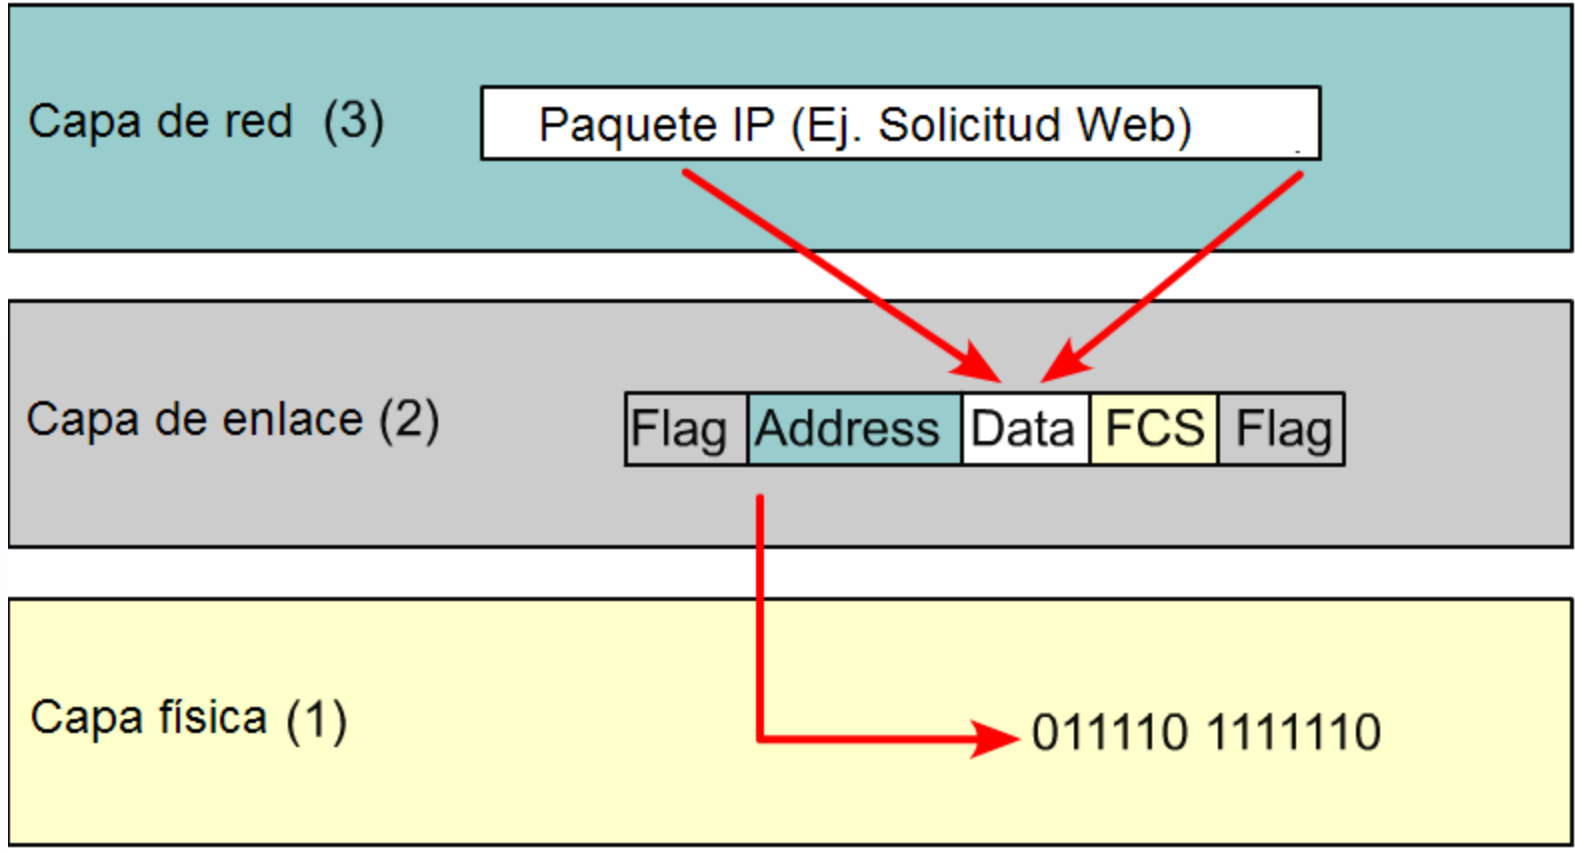 Capa de red (3)
Paquete IP (Ej. Solicitud Web)
Capa de enlace (2)
Flag Address Data FCS Flag
Capa física (1)
011110 1111110